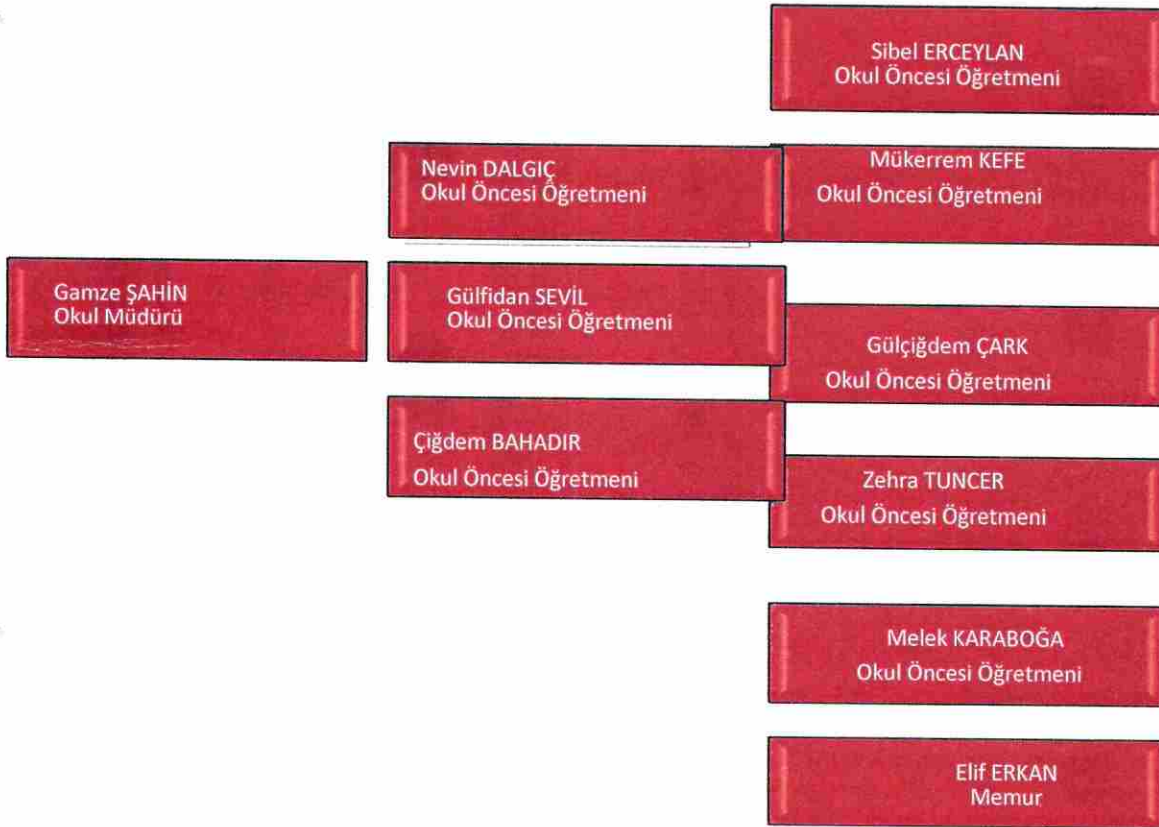 Gamze ŞAHİN
Okul Müdürü
Nevin DALGIÇ
Okul Öncesi Öğretmeni
Gülfidan SEVİL
Okul Öncesi Öğretmeni
Çiğdem BAHADIR
Okul Öncesi Öğretmeni
Sibel ERCEYLAN
Okul Öncesi Öğretmeni
Mükerrem KEFE
Okul Öncesi Öğretmeni
Gülçiğdem ÇARK
Okul Öncesi Öğretmeni
Zehra TUNCER
Okul Öncesi Öğretmeni
Melek KARABOĞA
Okul Öncesi Öğretmeni
Elif ERKAN
Memur